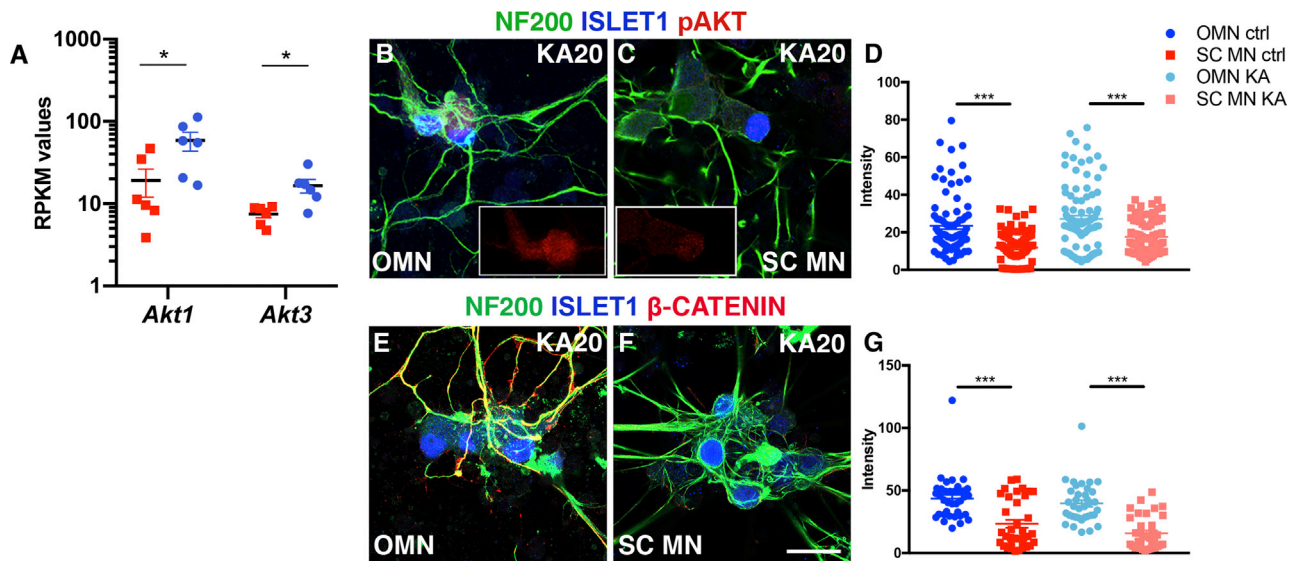 NF200 ISLET1 pAKT
A
1000
100
10
1
RPKM values
*
*
Akt1
Akt3
B
KA20
OMN
C
KA20
SC MN
D
OMN ctrl
SC MN ctrl
OMN KA
SC MN KA
100
80
60
40
20
0
Intensity
***
***
NF200 ISLET1 β-CATENIN
E
KA20
OMN
F
KA20
SC MN
G
150
100
50
0
Intensity
***
***